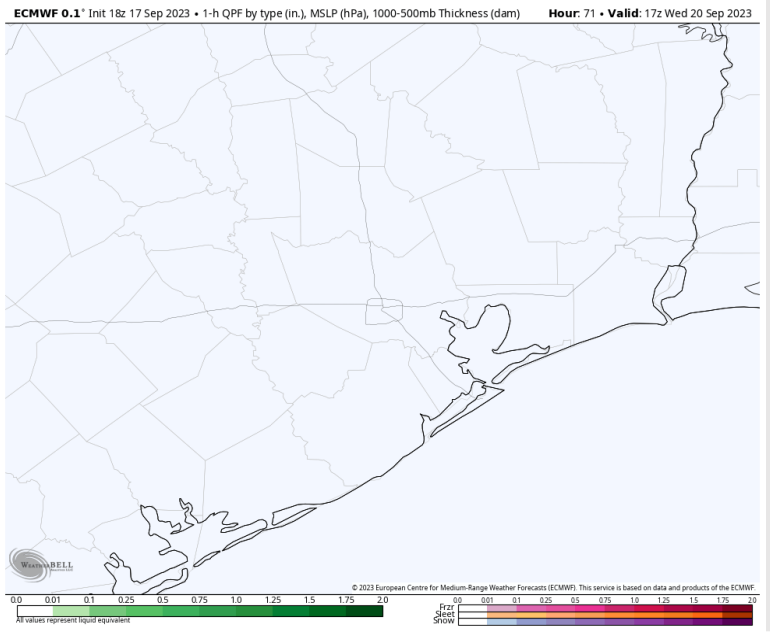 ECMWF 0.1° Init 18z 17 Sep 2023 • 1-h QPF by type (in.), MSLP (hPa), 1000-500mb Thickness (dam) Hour: 71 • Valid: 17z Wed 20 Sep 2023
WEATHERBELL
© 2023 European Centre for Medium-Range Weather Forecasts (ECMWF). This service is based on data and products of the ECMWF.
0.0 0.01 0.1 0.25 0.5 0.75 1.0 1.25 1.5 1.75 2.0
All values represent liquid equivalent
0.0 0.01 0.1 0.25 0.5 0.75 1.0 1.25 1.5 1.75 2.0
Frzr
Sleet
Snow